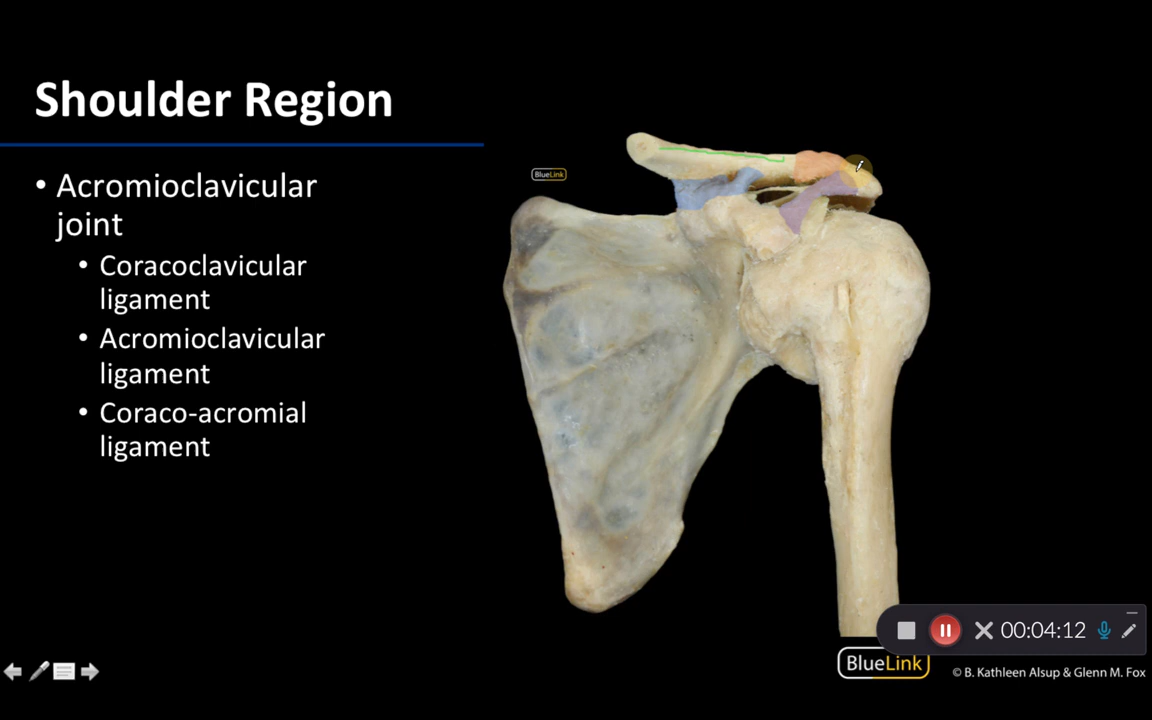 Shoulder Region
• Acromioclavicular
joint
• Coracoclavicular
ligament
• Acromioclavicular
ligament
• Coraco-acromial
ligament
BlueLink
00:04:12
BlueLink
© B. Kathleen Alsup & Glenn M. Fox